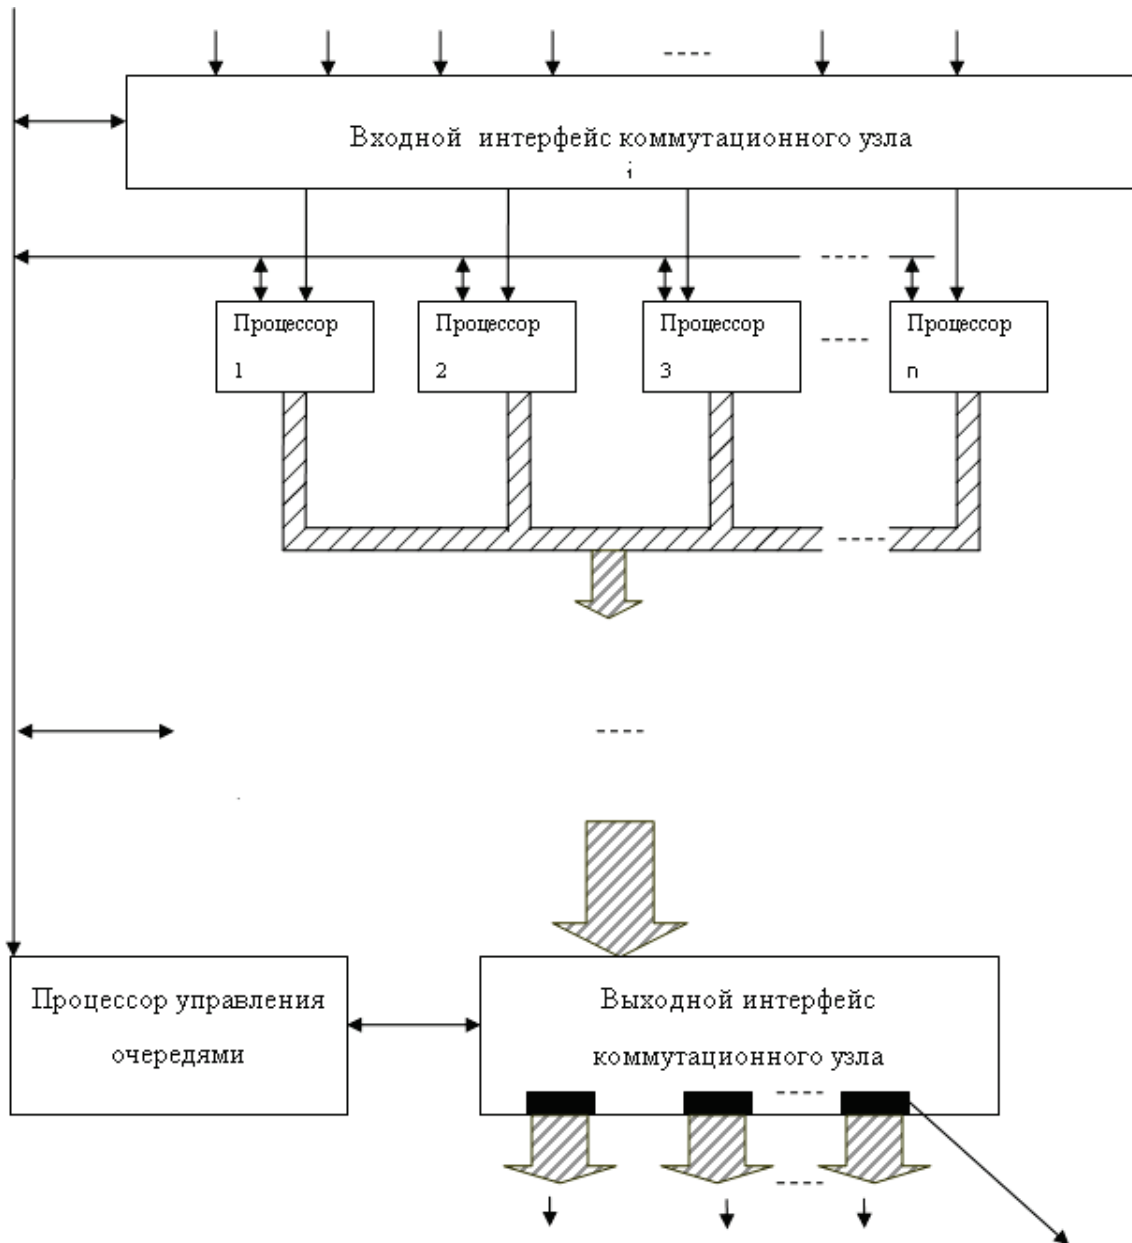 Входной интерфейс коммутационного узла
i
Процессор
1
Процессор
2
Процессор
3
Процессор
n
Процессор управления
очередями
Выходной интерфейс
коммутационного узла